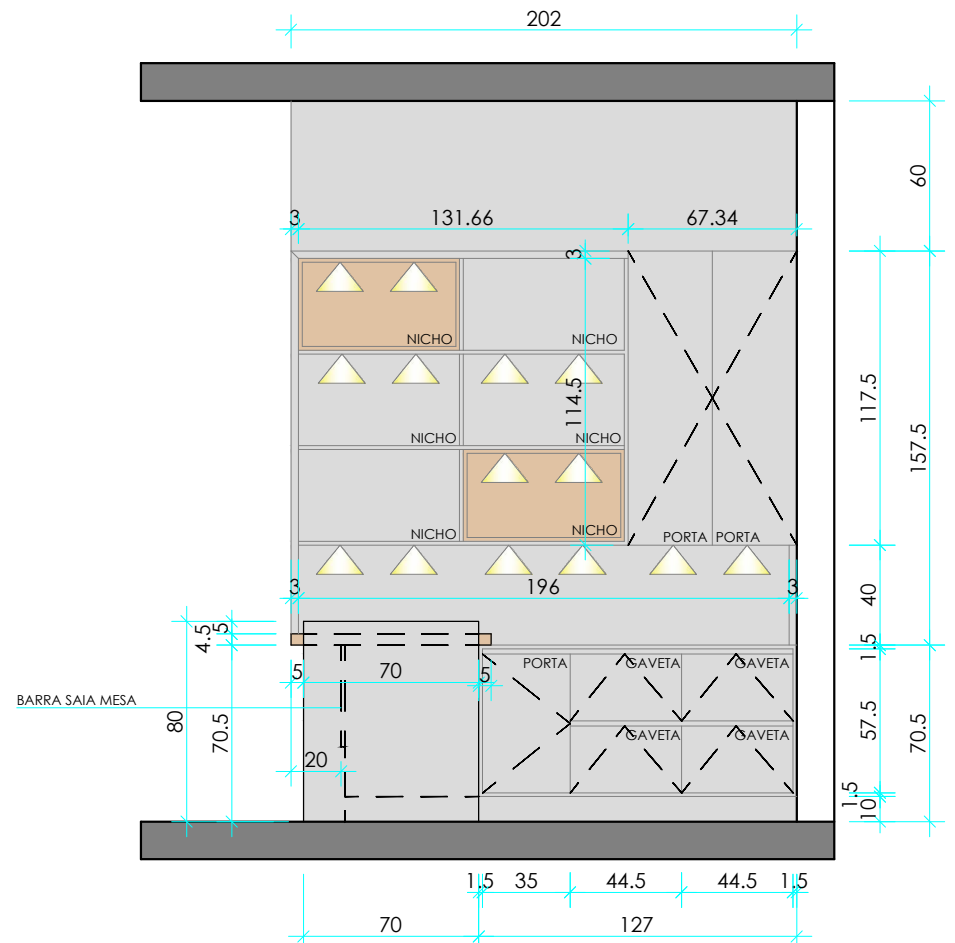 202
60
3
131.66
67.34
3
NICHO
NICHO
117.5
114.5
157.5
NICHO
NICHO
NICHO
NICHO
PORTA
PORTA
3
196
3
40
5
4.5
1.5
PORTA
GAVETA
GAVETA
5
70
5
BARRA SAIA MESA
80
70.5
57.5
70.5
GAVETA
GAVETA
20
1.5
10
1.5
35
44.5
44.5
1.5
70
127